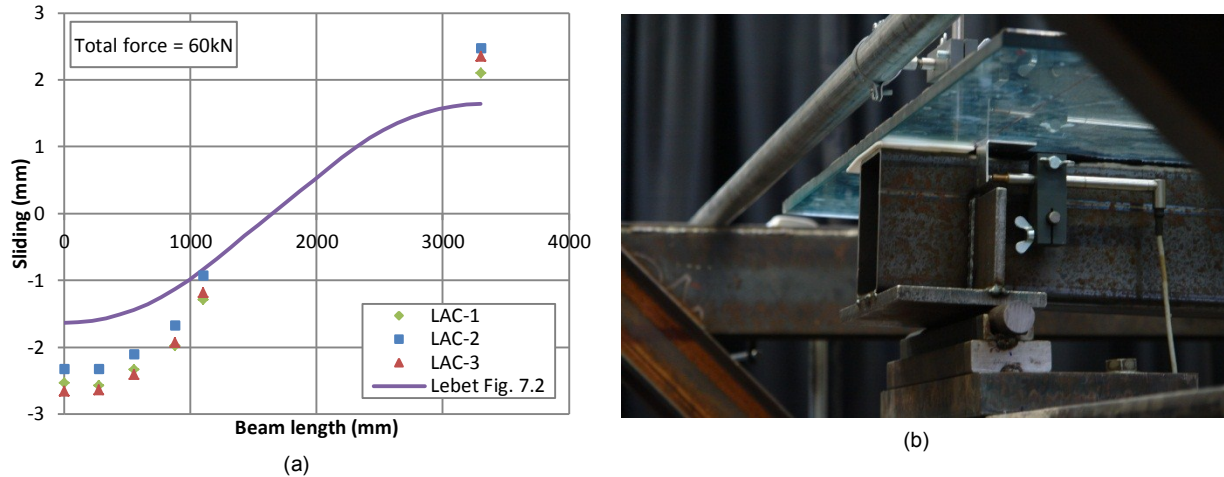 Total force = 60kN
3
2
1
0
-1
-2
-3
Sliding (mm)
0
1000
2000
3000
4000
LAC-1
LAC-2
LAC-3
Lebet Fig. 7.2
Beam length (mm)
(a)
(b)